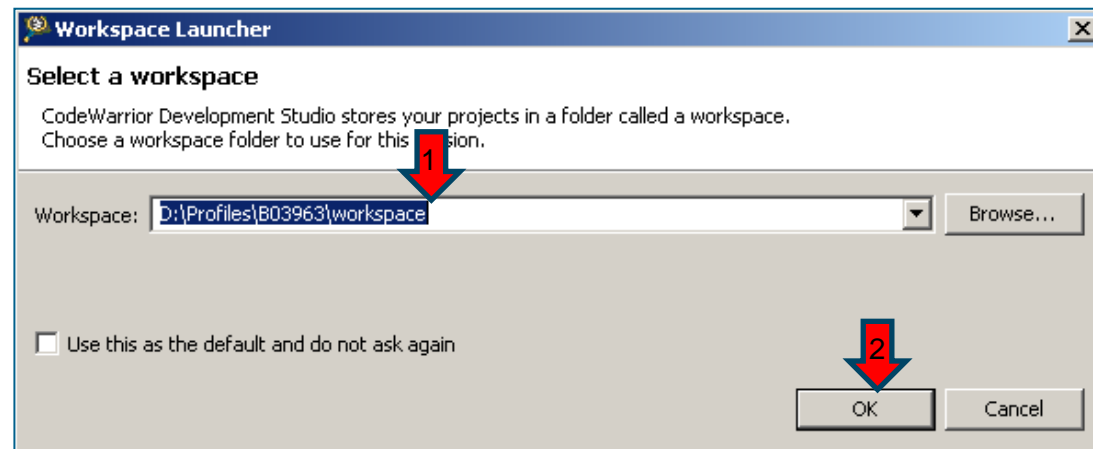 Workspace Launcher
Select a workspace
CodeWarrior Development Studio stores your projects in a folder called a workspace.
Choose a workspace folder to use for this sion.
1
Workspace: D:\Profiles\B03963\workspace Browse...
Use this as the default and do not ask again
2
OK Cancel